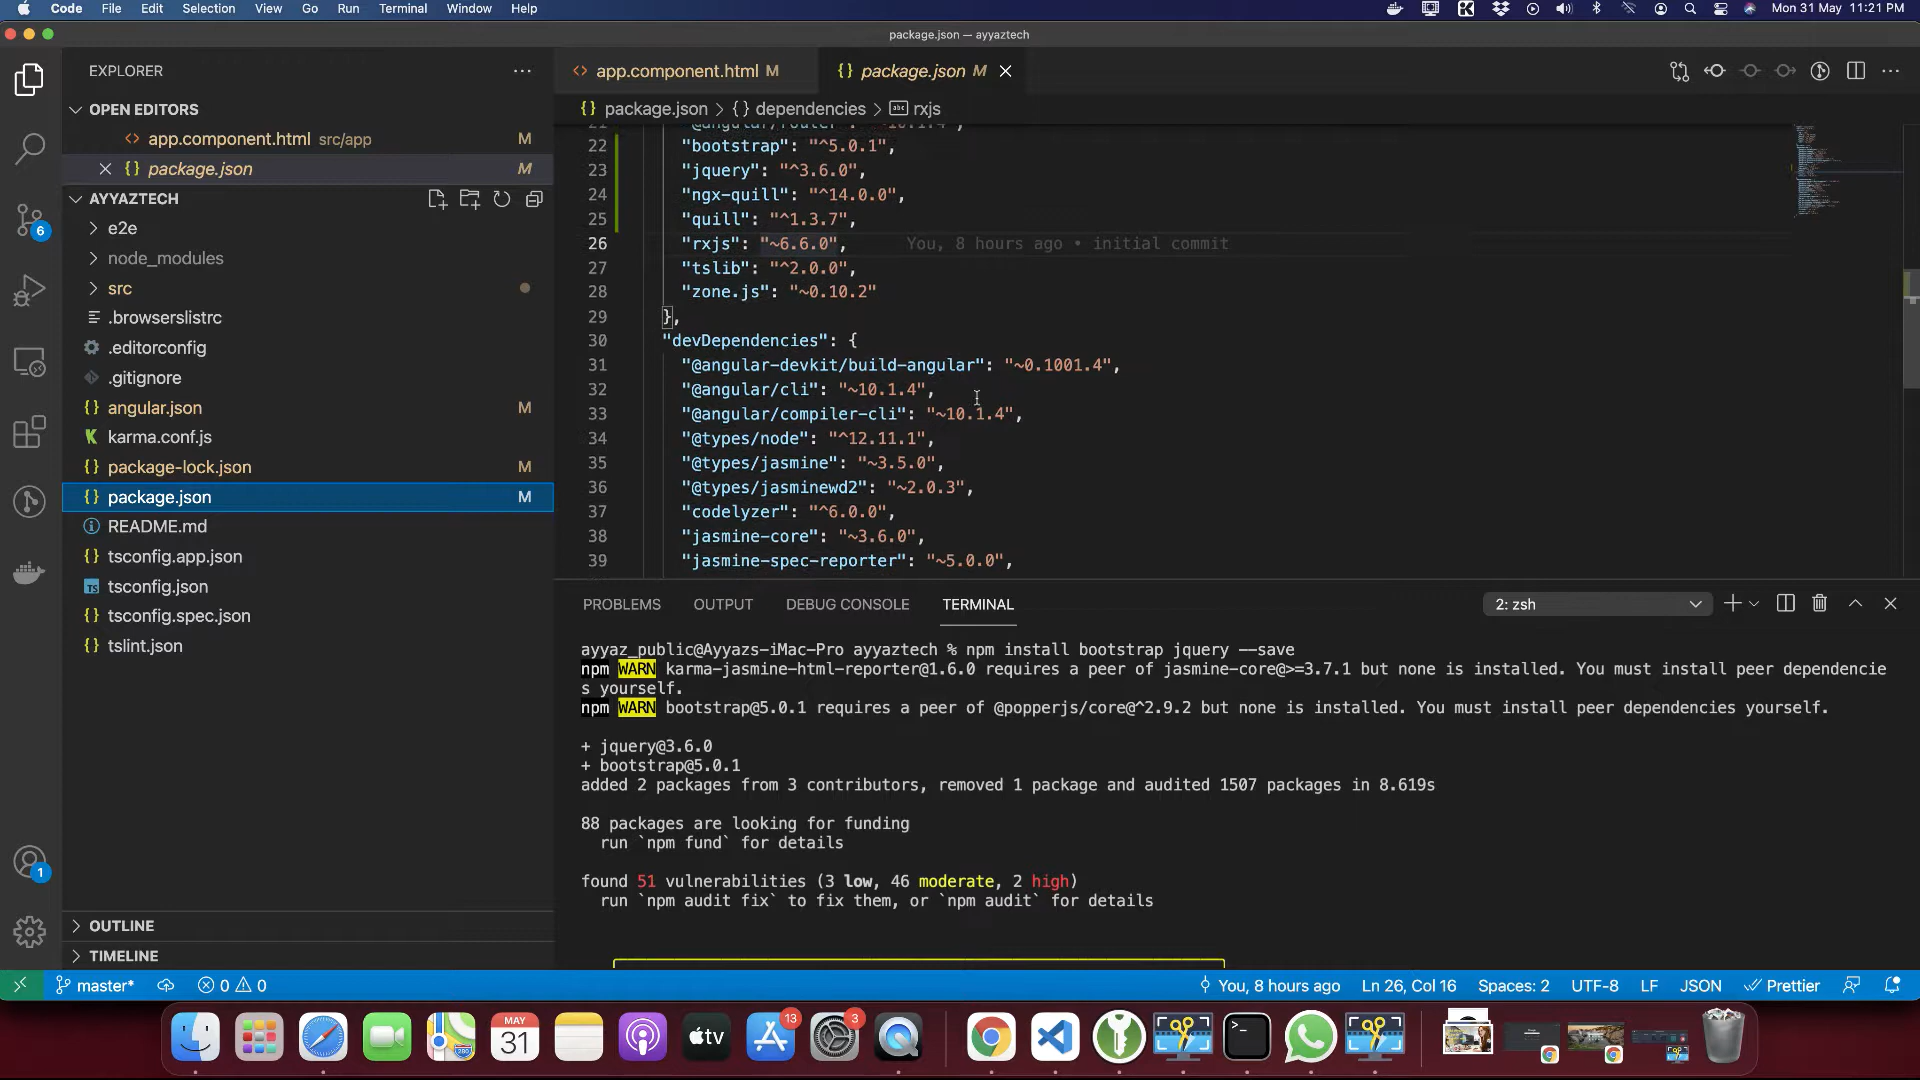 Code File Edit Selection View Go Run Terminal Window Help Mon 31 May 11:21 PM
package.json — ayyaztech
EXPLORER
OPEN EDITORS
app.component.html src/app M
package.json M
AYYAZTECH
e2e
node_modules
src
.browserslistrc
.editorconfig
.gitignore
angular.json M
karma.conf.js
package-lock.json M
package.json M
README.md
tsconfig.app.json
tsconfig.json
tsconfig.spec.json
tslint.json
OUTLINE
TIMELINE
6
1
app.component.html M package.json M
package.json > {} dependencies > rxjs
22 "bootstrap": "^5.0.1",
23 "jquery": "^3.6.0",
24 "ngx-quill": "^14.0.0",
25 "quill": "^1.3.7",
26 "rxjs": "~6.6.0", You, 8 hours ago • initial commit
27 "tslib": "^2.0.0",
28 "zone.js": "~0.10.2"
29 },
30 "devDependencies": {
31 "@angular-devkit/build-angular": "~0.1001.4",
32 "@angular/cli": "~10.1.4",
33 "@angular/compiler-cli": "~10.1.4",
34 "@types/node": "^12.11.1",
35 "@types/jasmine": "~3.5.0",
36 "@types/jasminewd2": "~2.0.3",
37 "codelyzer": "^6.0.0",
38 "jasmine-core": "~3.6.0",
39 "jasmine-spec-reporter": "~5.0.0",
PROBLEMS OUTPUT DEBUG CONSOLE TERMINAL 2: zsh
ayyaz_public@Ayyazs-iMac-Pro ayyaztech % npm install bootstrap jquery --save
npm WARN karma-jasmine-html-reporter@1.6.0 requires a peer of jasmine-core@>=3.7.1 but none is installed. You must install peer dependencie
s yourself.
npm WARN bootstrap@5.0.1 requires a peer of @popperjs/core@^2.9.2 but none is installed. You must install peer dependencies yourself.
+ jquery@3.6.0
+ bootstrap@5.0.1
added 2 packages from 3 contributors, removed 1 package and audited 1507 packages in 8.619s
88 packages are looking for funding
run `npm fund` for details
found 51 vulnerabilities (3 low, 46 moderate, 2 high)
run `npm audit fix` to fix them, or `npm audit` for details
master* 0 0 You, 8 hours ago Ln 26, Col 16 Spaces: 2 UTF-8 LF JSON Prettier
MAY
31
tv
13
3